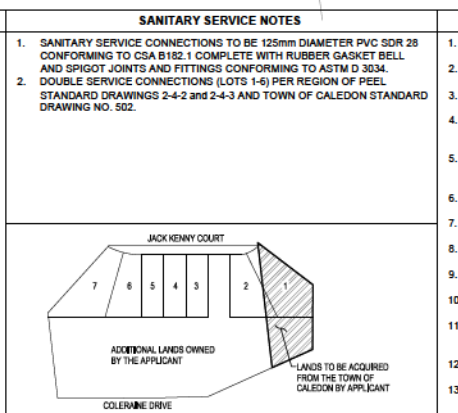 SANITARY SERVICE NOTES
1. SANITARY SERVICE CONNECTIONS TO BE 125mm DIAMETER PVC SDR 28
CONFORMING TO CSA B182.1 COMPLETE WITH RUBBER GASKET BELL
AND SPIGOT JOINTS AND FITTINGS CONFORMING TO ASTM D 3034.
2. DOUBLE SERVICE CONNECTIONS (LOTS 1-6) PER REGION OF PEEL
STANDARD DRAWINGS 2-4-2 and 2-4-3 AND TOWN OF CALEDON STANDARD
DRAWING NO. 502.
1.
2.
3.
4.
5.
6.
7.
8.
9.
10
11
12
13
JACK KENNY COURT
7 6 5 4 3 2 1
ADDITIONAL LANDS OWNED
BY THE APPLICANT
LANDS TO BE ACQUIRED
FROM THE TOWN OF
CALEDON BY APPLICANT
COLERAINE DRIVE